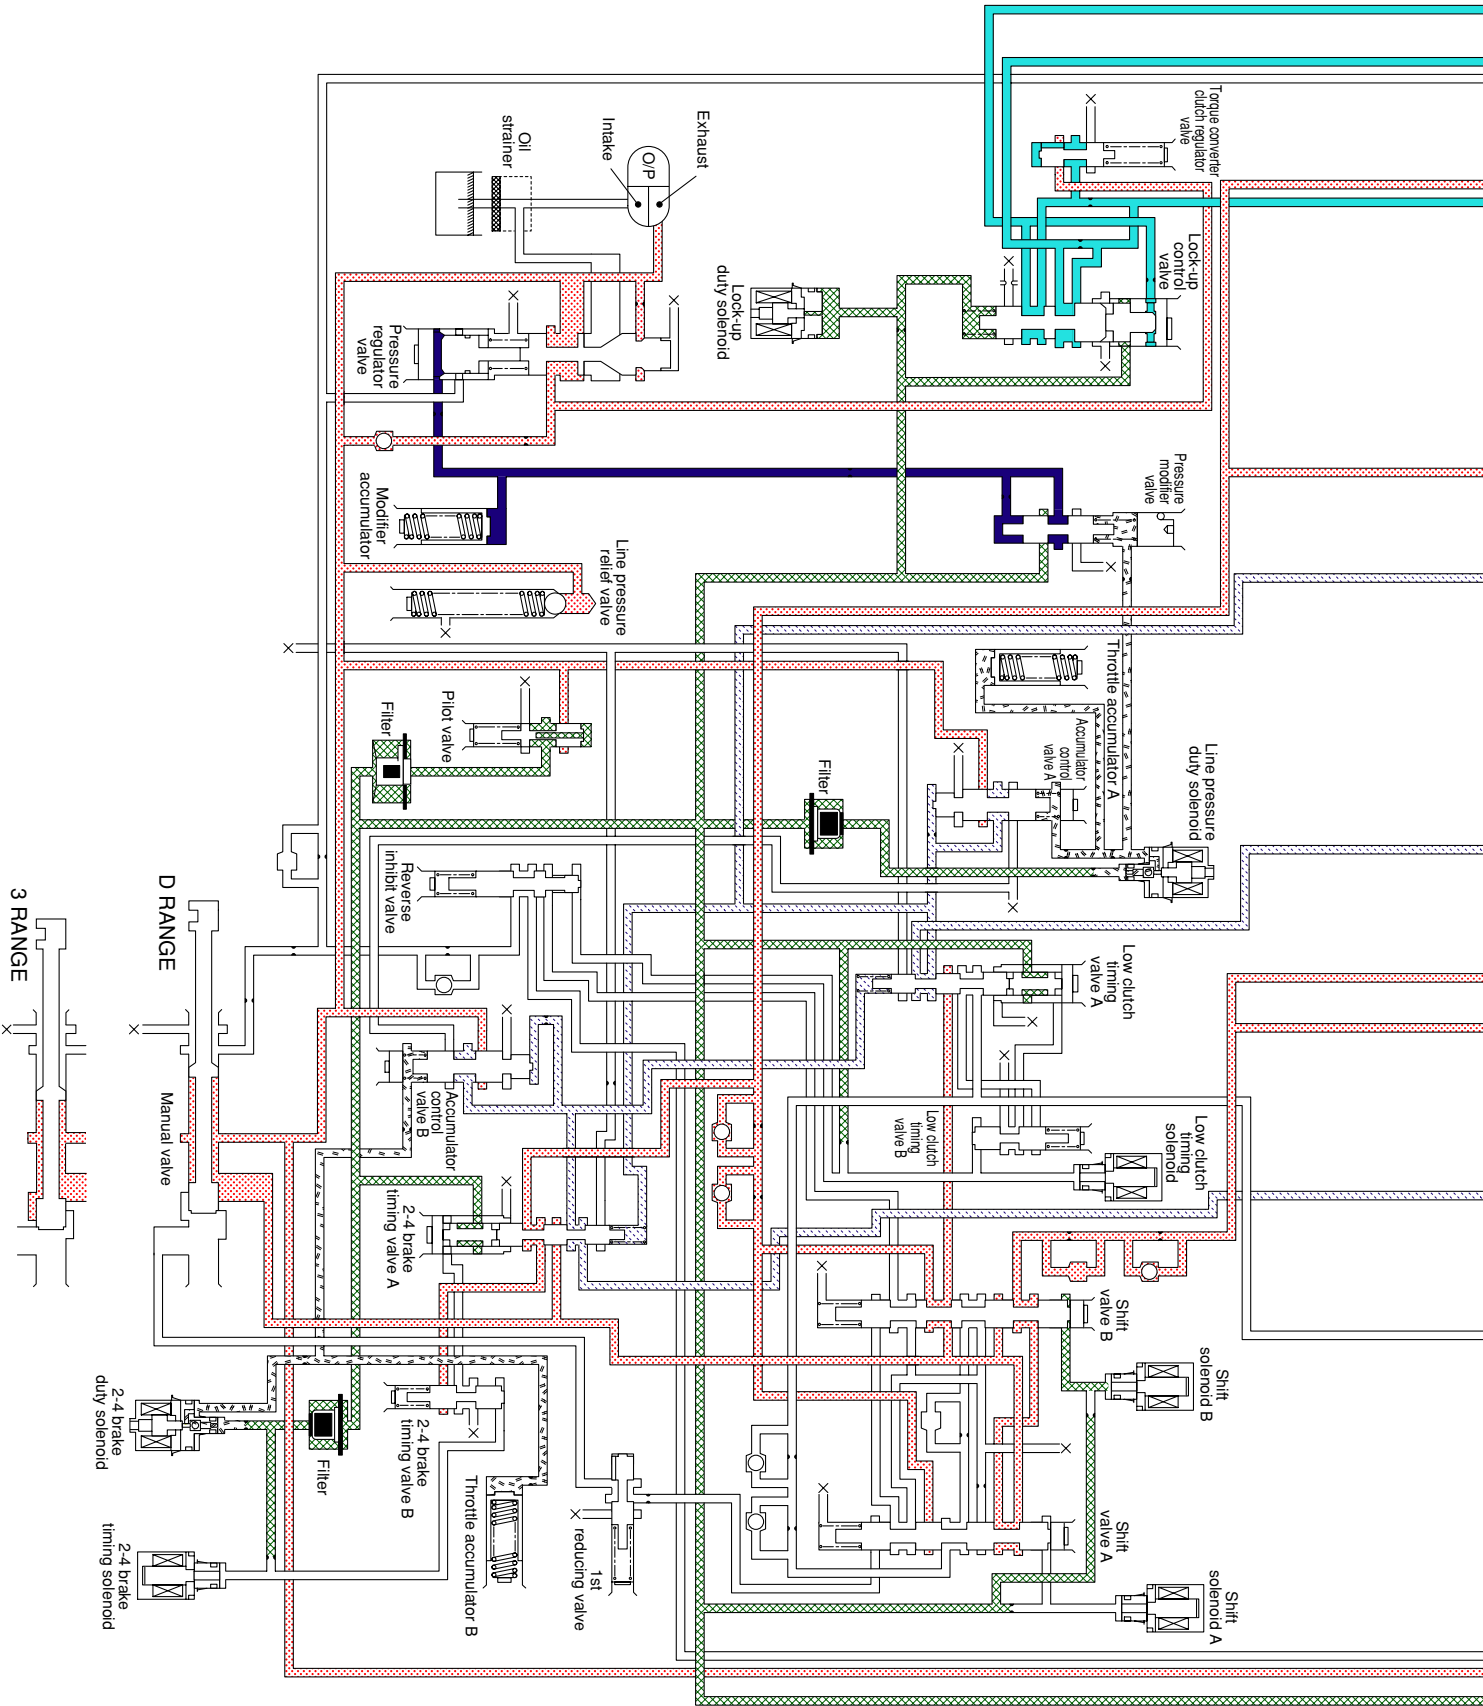 Torque converter
clutch regulator
valve
Exhaust
Intake
O/P
Oil
strainer
Lock-up
control
valve
Lock-up
duty solenoid
Pressure
regulator
valve
Pressure
modifier
valve
Modifier
accumulator
Line pressure
relief valve
Throttle accumulator A
Pilot valve
Filter
Accumulator
control
valve A
Line pressure
duty solenoid
Filter
Reverse
inhibit valve
D RANGE
3 RANGE
Low clutch
timing
valve A
Manual valve
Accumulator
control
valve B
Low clutch
timing
valve B
Low clutch
timing
solenoid
2-4 brake
timing valve A
Shift
valve B
Shift
solenoid B
2-4 brake
duty solenoid
Filter
2-4 brake
timing valve B
Throttle accumulator B
1st
reducing valve
Shift
valve A
2-4 brake
timing solenoid
Shift
solenoid A